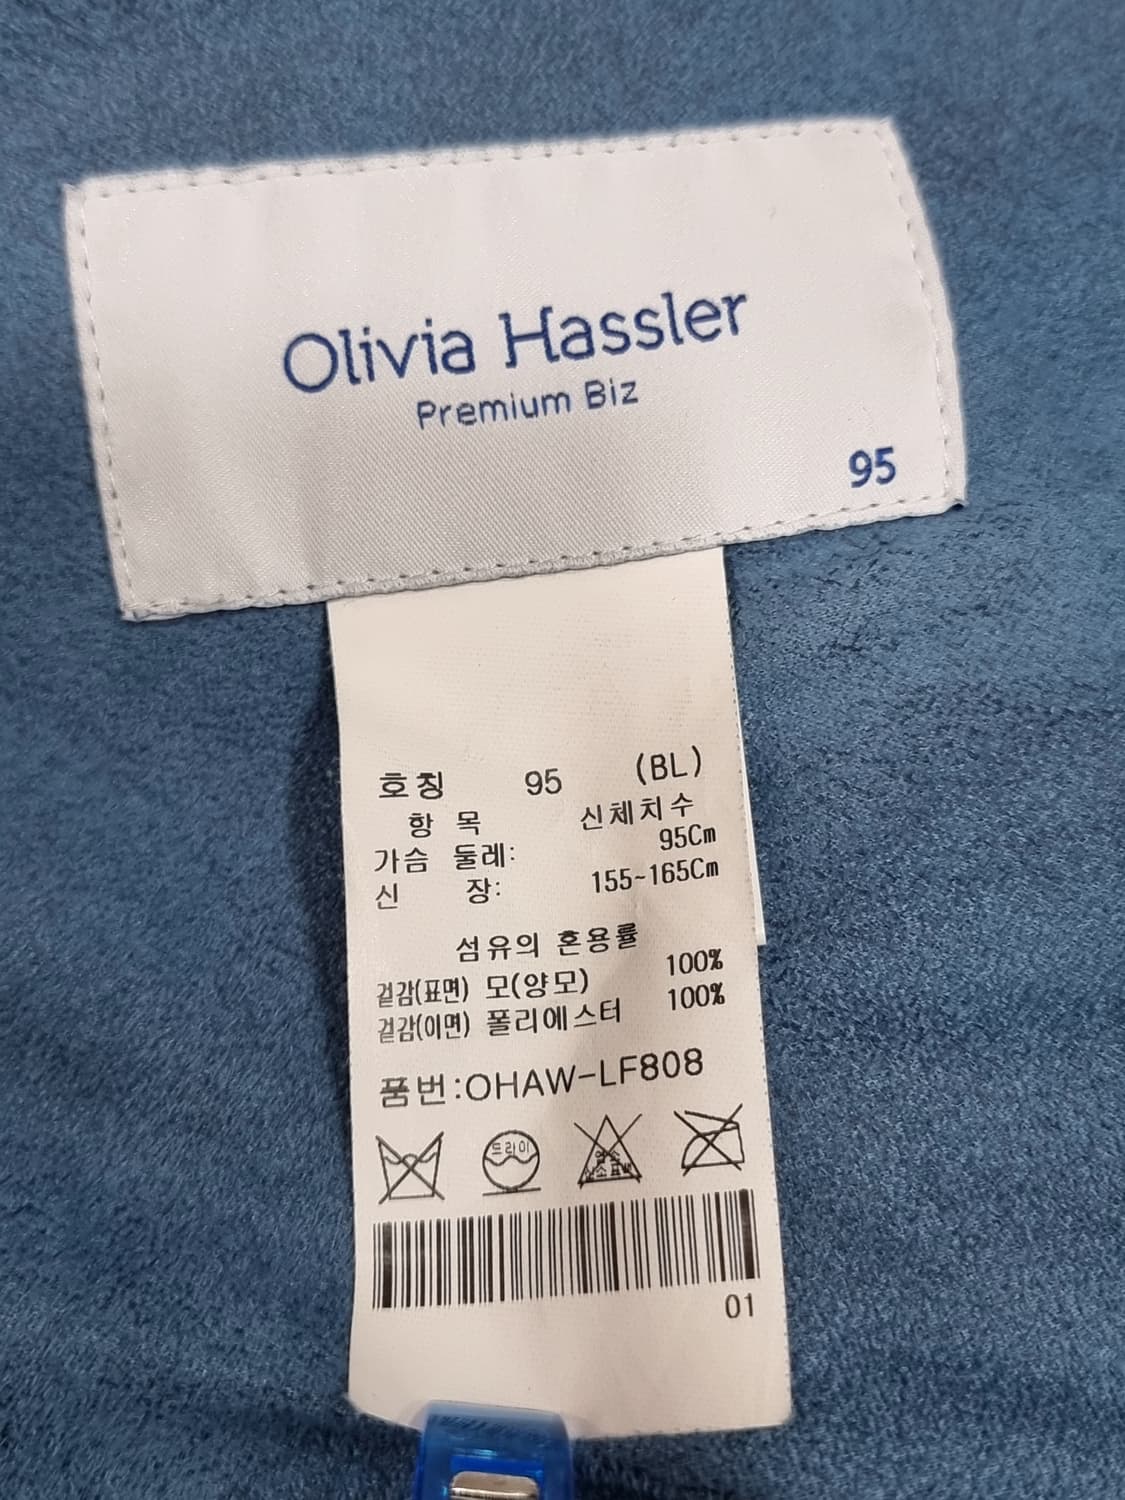 Olivia Hassler
Premium Biz
95
호칭 95 (BL)
항 목 신체치수
가슴 둘레: 95Cm
신 장: 155~165Cm
섬유의 혼용률
겉감(표면) 모(양모) 100%
겉감(이면) 폴리에스터 100%
품번:OHAW-LF808
드라이
01